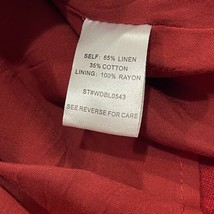 SELF: 65% LINEN
35% COTTON
LINING: 100% RAYON
ST#WDBL0543
SEE REVERSE FOR CARE